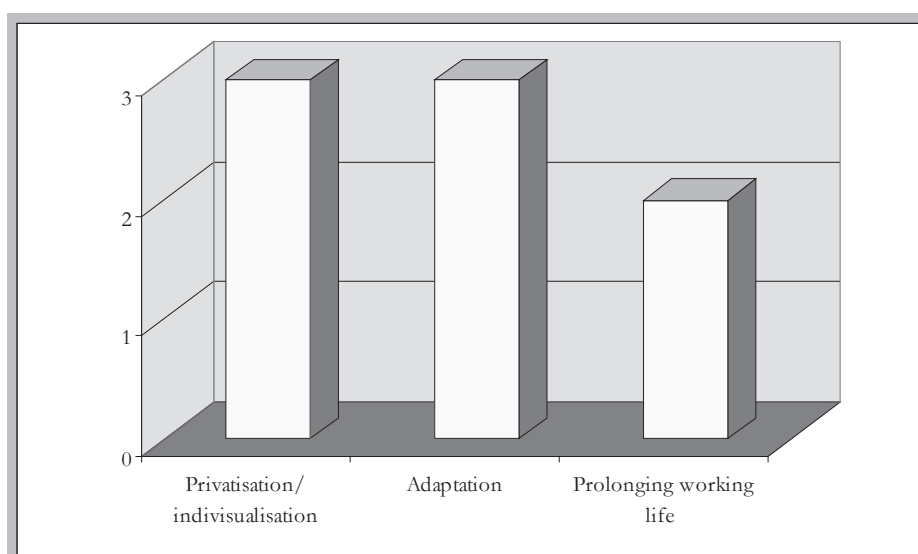 3
2
1
0
Privatisation/
indivisualisation
Adaptation
Prolonging working
life